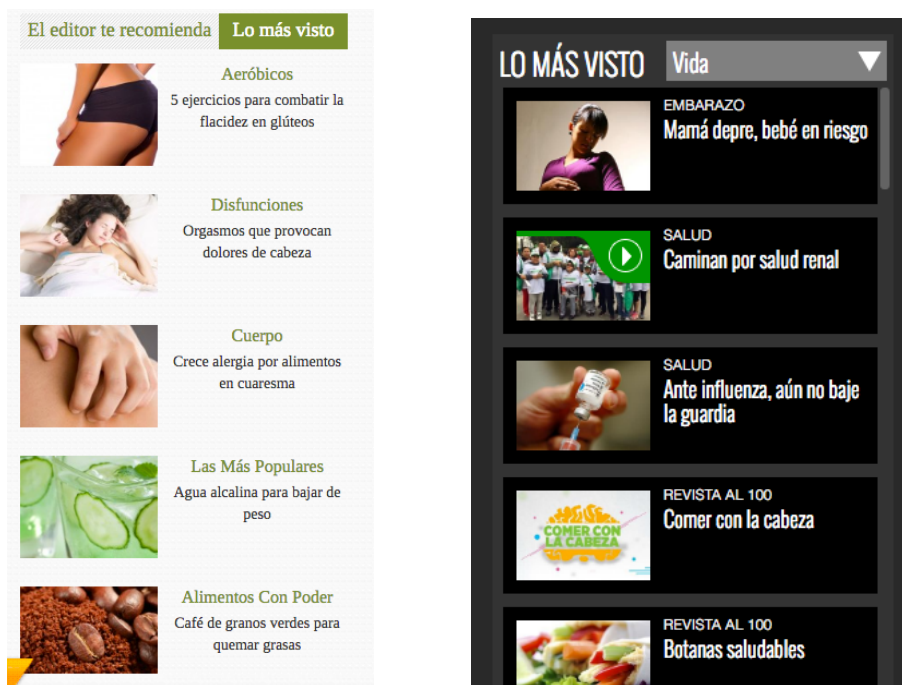 El editor te recomienda
Lo más visto
Aeróbicos
5 ejercicios para combatir la
flacidez en glúteos
Disfunciones
Orgasmos que provocan
dolores de cabeza
Cuerpo
Crece alergia por alimentos
en cuaresma
Las Más Populares
Agua alcalina para bajar de
peso
Alimentos Con Poder
Café de granos verdes para
quemar grasas
LO MÁS VISTO
Vida
EMBARAZO
Mamá depre, bebé en riesgo
SALUD
Caminan por salud renal
SALUD
Ante influenza, aún no baje
la guardia
COMER CON
LA CABEZA
REVISTA AL 100
Comer con la cabeza
REVISTA AL 100
Botanas saludables